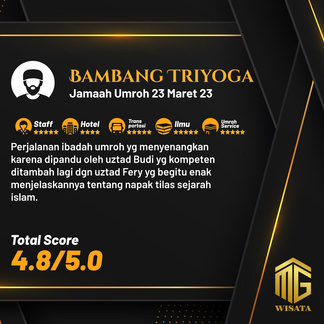 BAMBANG TRIYOGA
Jamaah Umroh 23 Maret 23
Staff
Hotel
Trans
portasi
Ilmu
Umroh
Service
Perjalanan ibadah umroh yg menyenangkan
karena dipandu oleh uztad Budi yg kompeten
ditambah lagi dgn uztad Fery yg begitu enak
menjelaskannya tentang napak tilas sejarah
islam.
Total Score
4.8/5.0
MG
WISATA